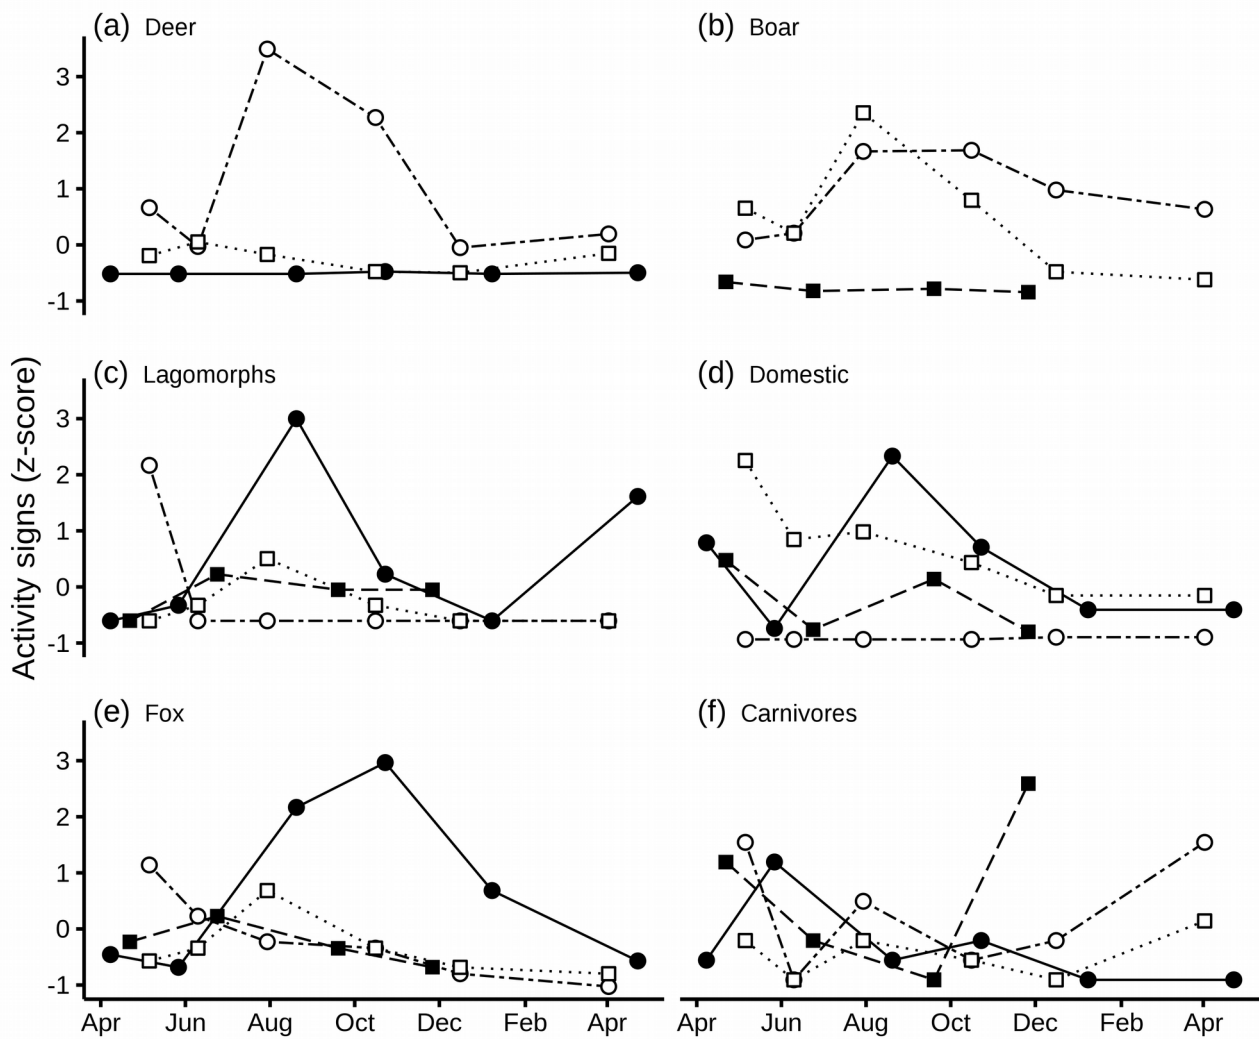 (a) Deer
(b) Boar
3
2
1
0
-1
Activity signs (z-score)
(c) Lagomorphs
(d) Domestic
3
2
1
0
-1
(e) Fox
(f) Carnivores
3
2
1
0
-1
Apr Jun Aug Oct Dec Feb Apr
Apr Jun Aug Oct Dec Feb Apr